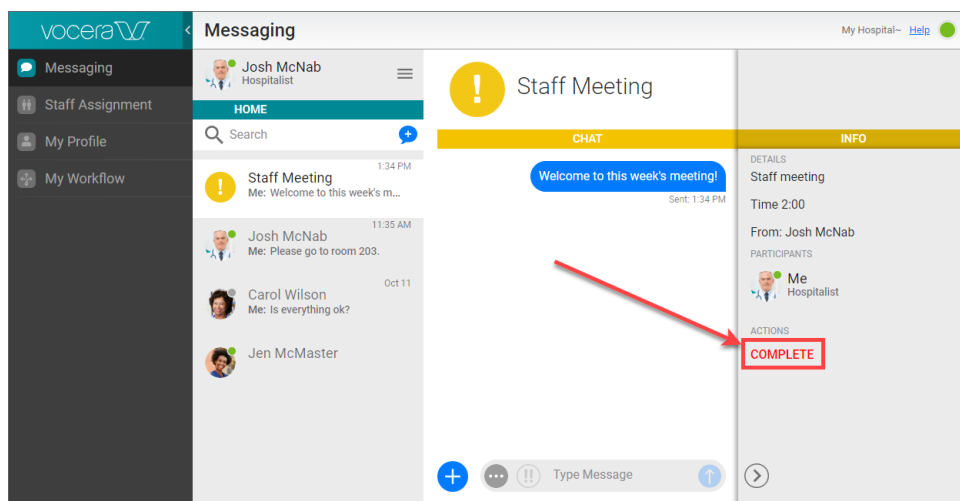 vocera
Messaging
My Hospital~ Help
Messaging
Staff Assignment
My Profile
My Workflow
Josh McNab
Hospitalist
HOME
Search
1:34 PM
Staff Meeting
Me: Welcome to this week's m...
11:35 AM
Josh McNab
Me: Please go to room 203.
Oct 11
Carol Wilson
Me: Is everything ok?
Jen McMaster
Staff Meeting
CHAT
Welcome to this week's meeting!
Sent: 1:34 PM
Type Message
INFO
DETAILS
Staff meeting
Time 2:00
From: Josh McNab
PARTICIPANTS
Me
Hospitalist
ACTIONS
COMPLETE